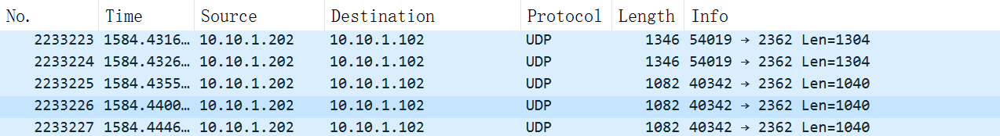 No. Time Source Destination Protocol Length Info
2233223 1584.4316… 10.10.1.202 10.10.1.102 UDP 1346 54019 → 2362 Len=1304
2233224 1584.4326… 10.10.1.202 10.10.1.102 UDP 1346 54019 → 2362 Len=1304
2233225 1584.4355… 10.10.1.202 10.10.1.102 UDP 1082 40342 → 2362 Len=1040
2233226 1584.4400… 10.10.1.202 10.10.1.102 UDP 1082 40342 → 2362 Len=1040
2233227 1584.4446… 10.10.1.202 10.10.1.102 UDP 1082 40342 → 2362 Len=1040